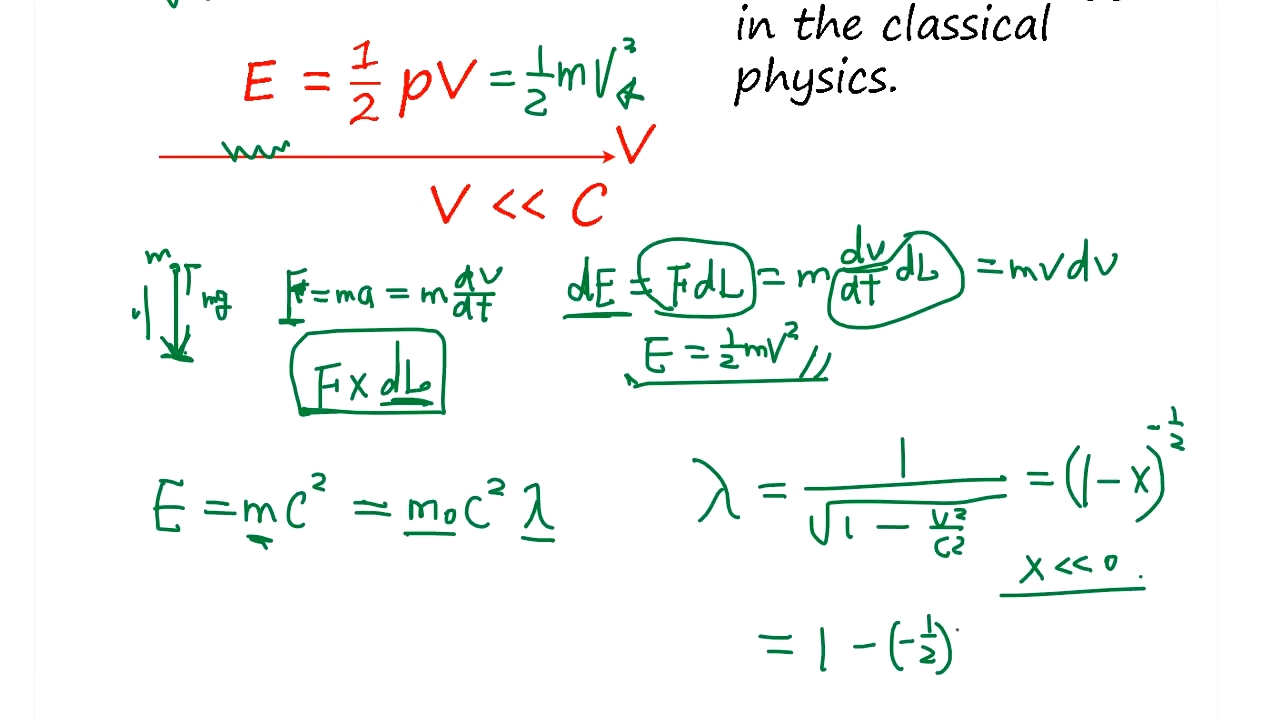 in the classical
physics.
E = 1/2 pV = 1/2 mV²
V
V << C
m
mg
F = ma = m dv/dt
dE = FdL = m dv/dt dL = mvdv
F × dL
E = 1/2 mV²
E = mc² = m₀c² λ
λ = 1/√(1 − V²/C²) = (1−x)^(-1/2)
x << 0
= 1 − (−1/2)